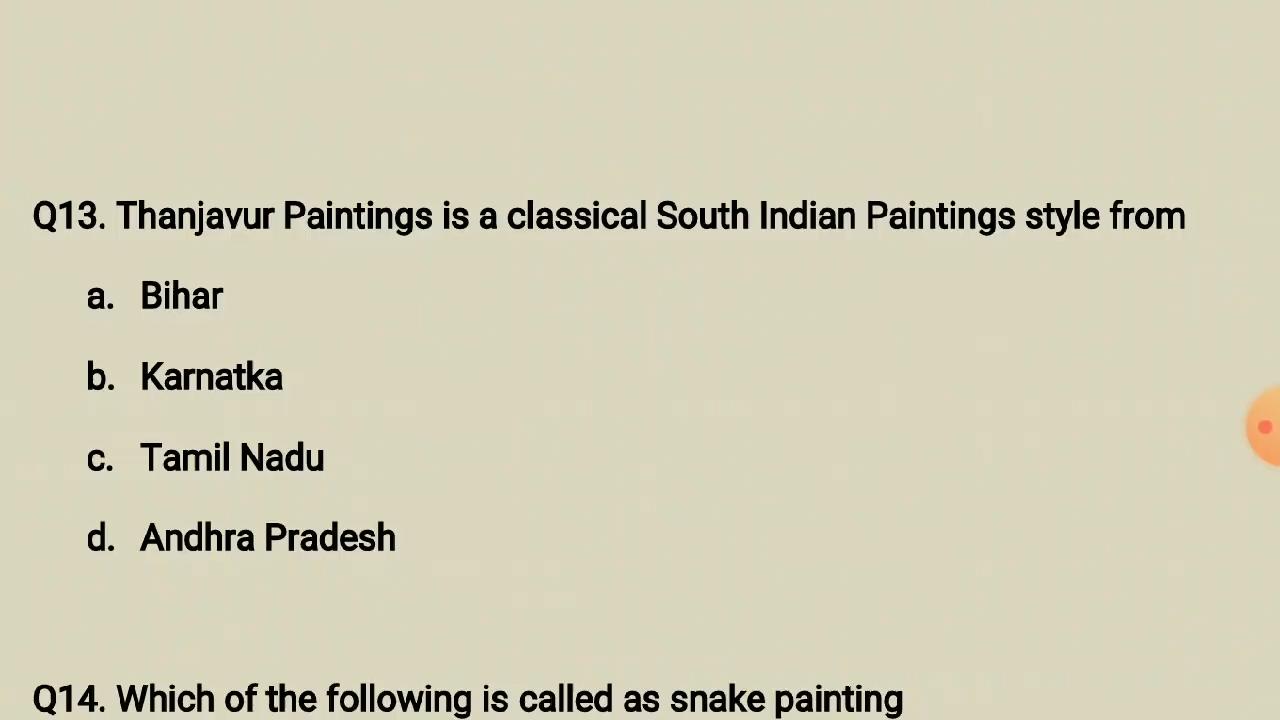 Q13. Thanjavur Paintings is a classical South Indian Paintings style from
a. Bihar
b. Karnatka
c. Tamil Nadu
d. Andhra Pradesh
Q14. Which of the following is called as snake painting